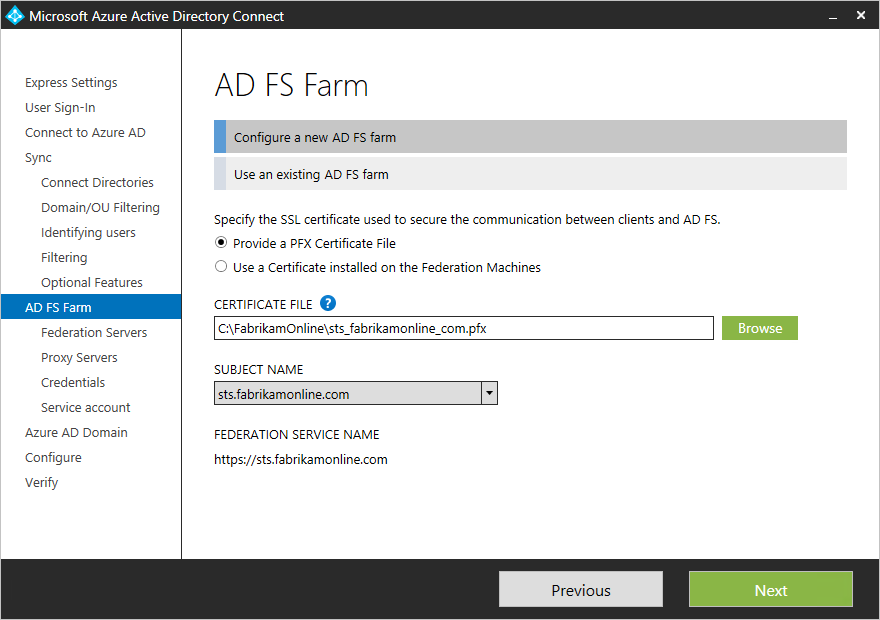 Microsoft Azure Active Directory Connect
Express Settings
User Sign-In
Connect to Azure AD
Sync
Connect Directories
Domain/OU Filtering
Identifying users
Filtering
Optional Features
AD FS Farm
Federation Servers
Proxy Servers
Credentials
Service account
Azure AD Domain
Configure
Verify
AD FS Farm
Configure a new AD FS farm
Use an existing AD FS farm
Specify the SSL certificate used to secure the communication between clients and AD FS.
Provide a PFX Certificate File
Use a Certificate installed on the Federation Machines
CERTIFICATE FILE ?
C:\FabrikamOnline\sts_fabrikamonline_com.pfx
Browse
SUBJECT NAME
sts.fabrikamonline.com
FEDERATION SERVICE NAME
https://sts.fabrikamonline.com
Previous
Next